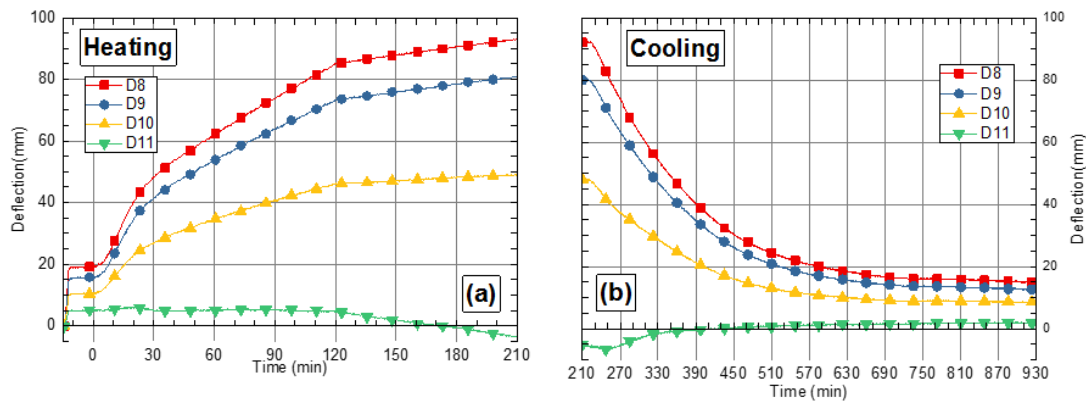 Heating
D8
D9
D10
D11
(a)
Deflection(mm)
100
80
60
40
20
0
0 30 60 90 120 150 180 210
Time (min)
Cooling
D8
D9
D10
D11
(b)
100
80
60
40
20
0
Deflection(mm)
210 270 330 390 450 510 570 630 690 750 810 870 930
Time (min)